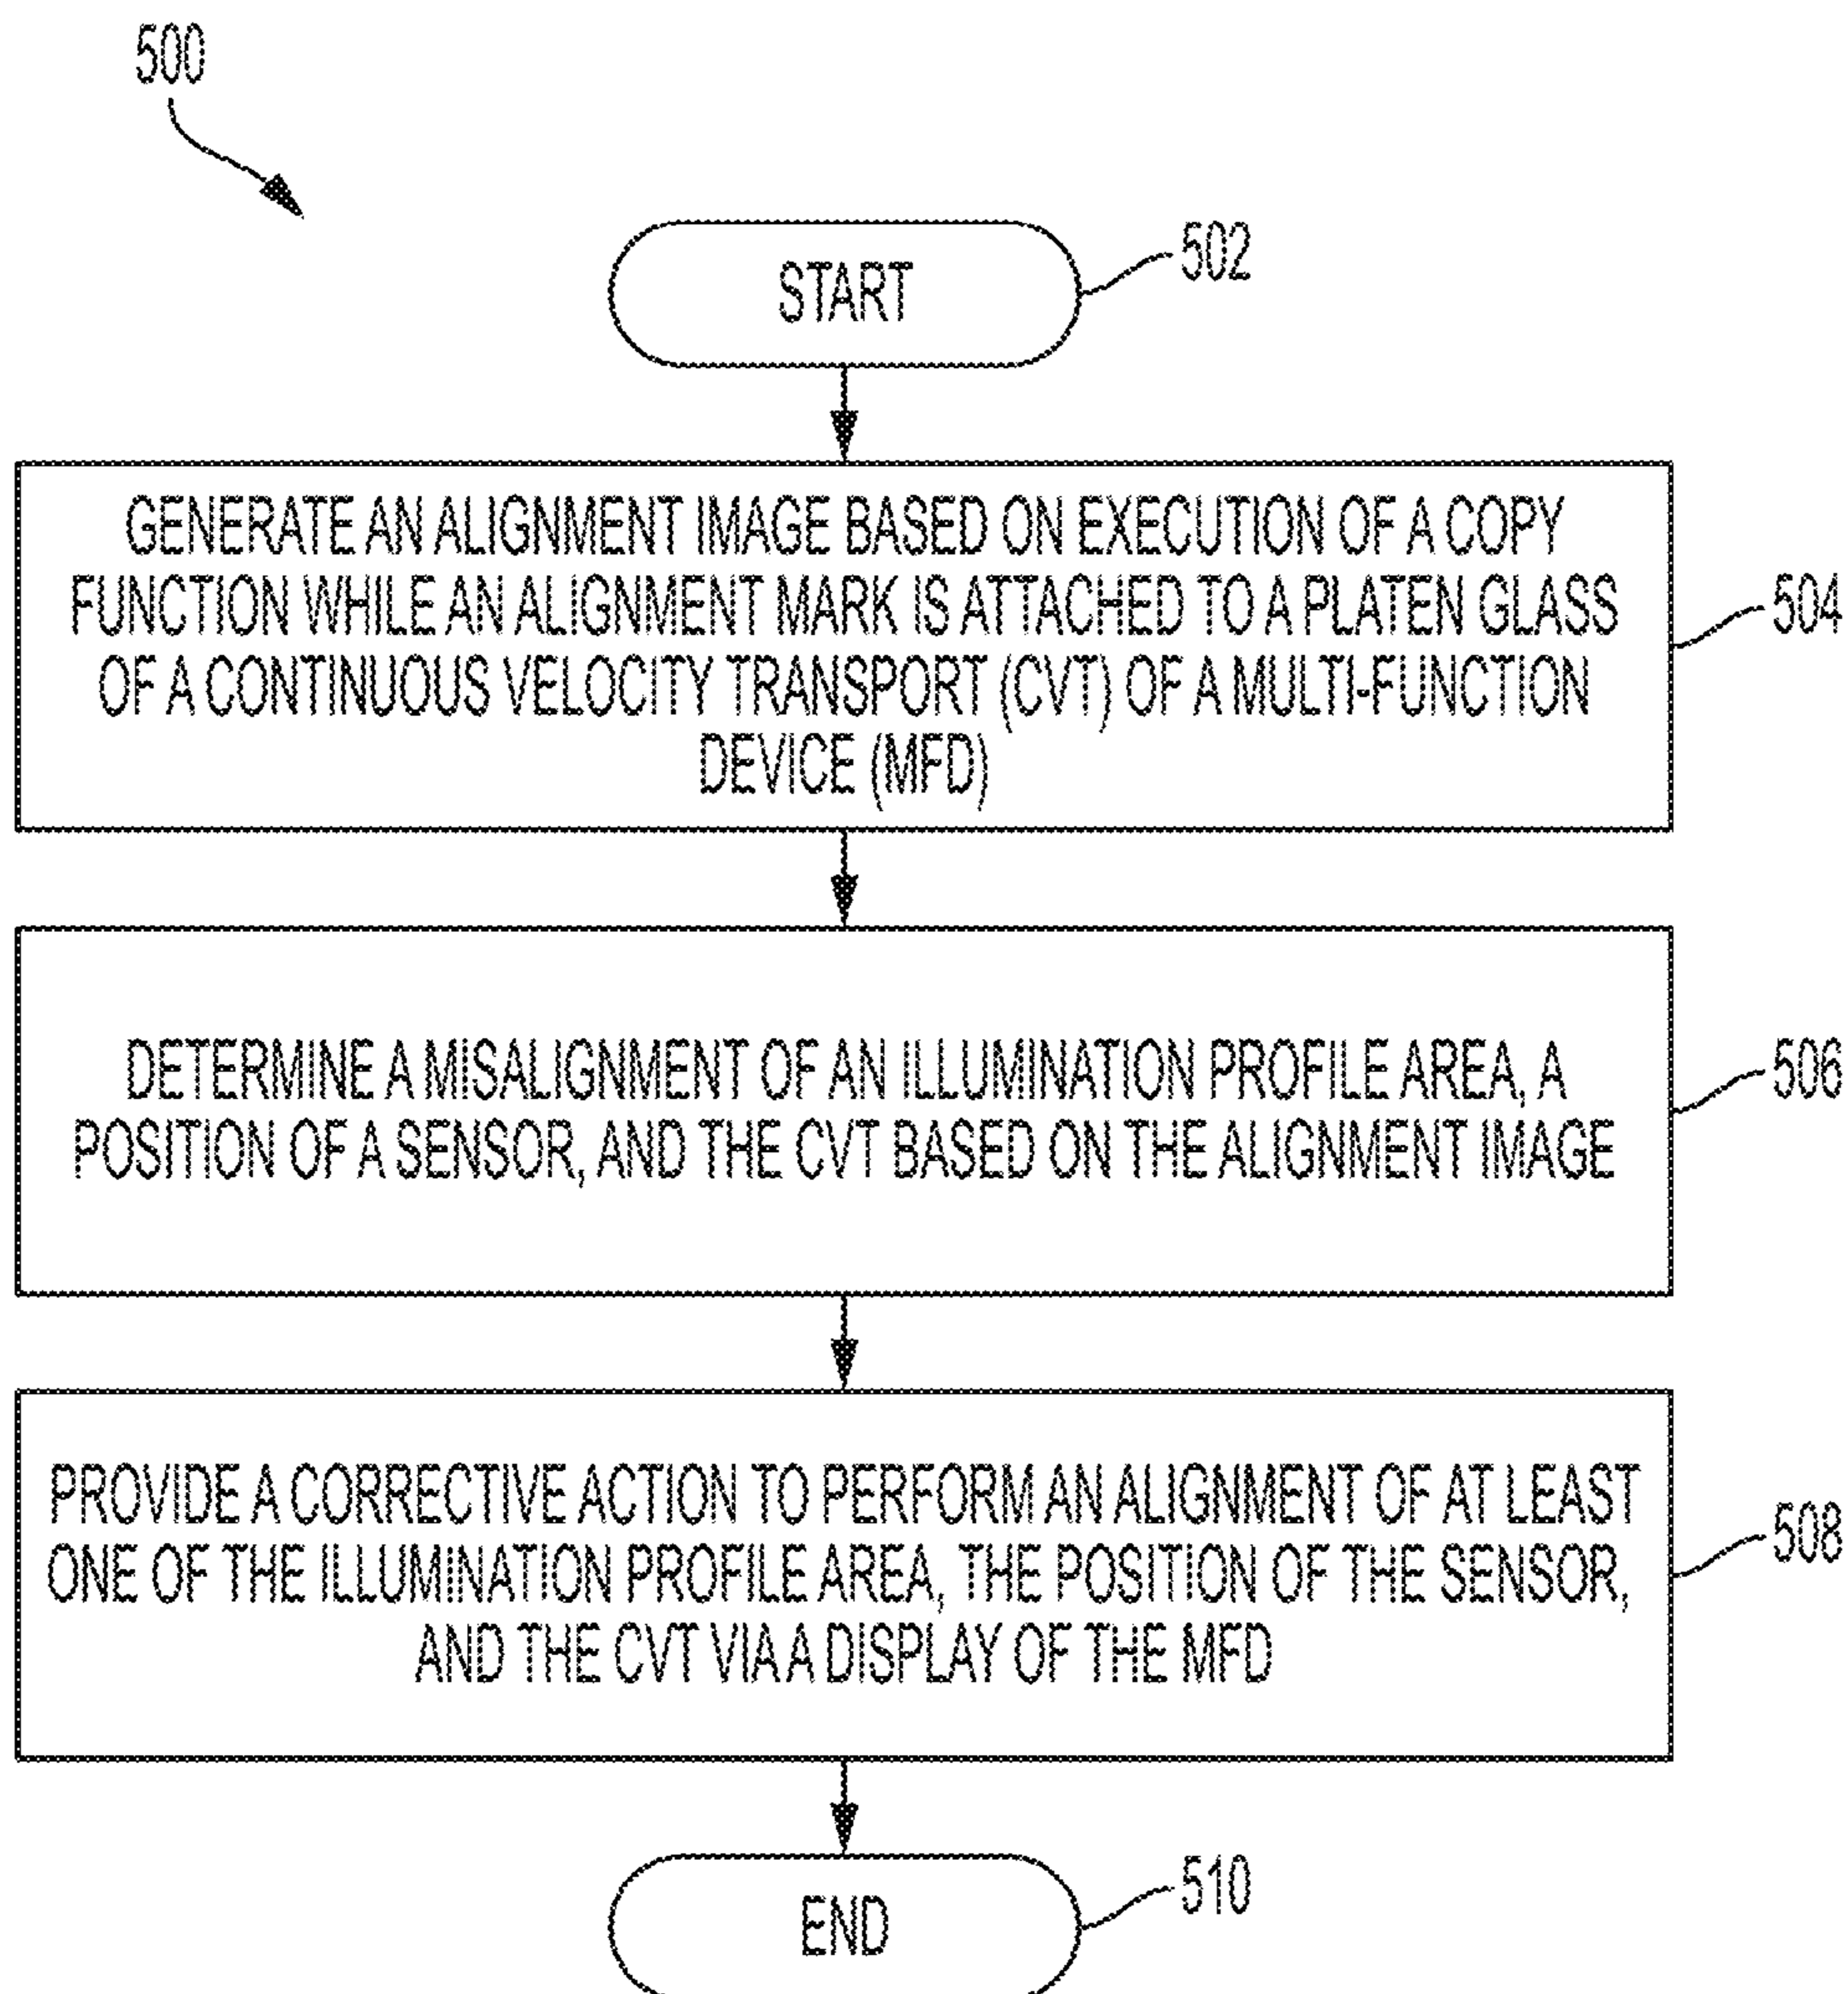 500
START
502
GENERATE AN ALIGNMENT IMAGE BASED ON EXECUTION OF A COPY
FUNCTION WHILE AN ALIGNMENT MARK IS ATTACHED TO A PLATEN GLASS
OF A CONTINUOUS VELOCITY TRANSPORT (CVT) OF A MULTI-FUNCTION
DEVICE (MFD)
504
DETERMINE A MISALIGNMENT OF AN ILLUMINATION PROFILE AREA, A
POSITION OF A SENSOR, AND THE CVT BASED ON THE ALIGNMENT IMAGE
506
PROVIDE A CORRECTIVE ACTION TO PERFORM AN ALIGNMENT OF AT LEAST
ONE OF THE ILLUMINATION PROFILE AREA, THE POSITION OF THE SENSOR,
AND THE CVT VIA A DISPLAY OF THE MFD
508
END
510